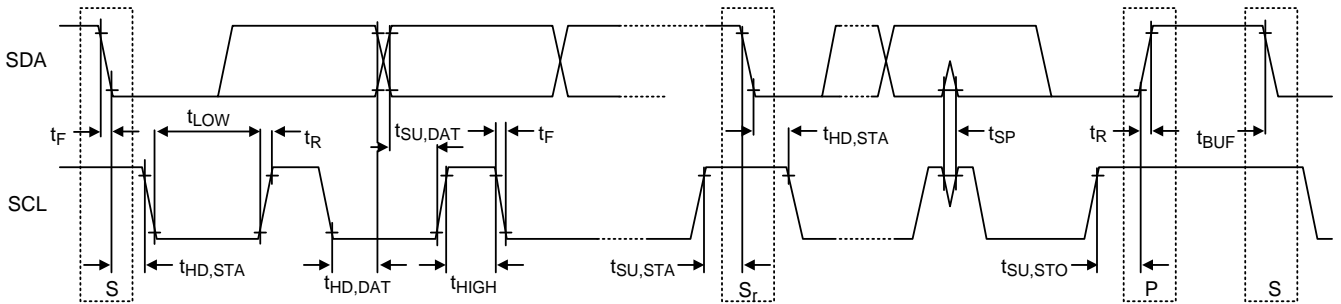 SDA
t_F
t_LOW
t_R
t_SU,DAT
t_F
t_HD,STA
t_SP
t_R
t_BUF
SCL
t_HD,STA
t_HD,DAT
t_HIGH
t_SU,STA
t_SU,STO
S
S_r
P
S